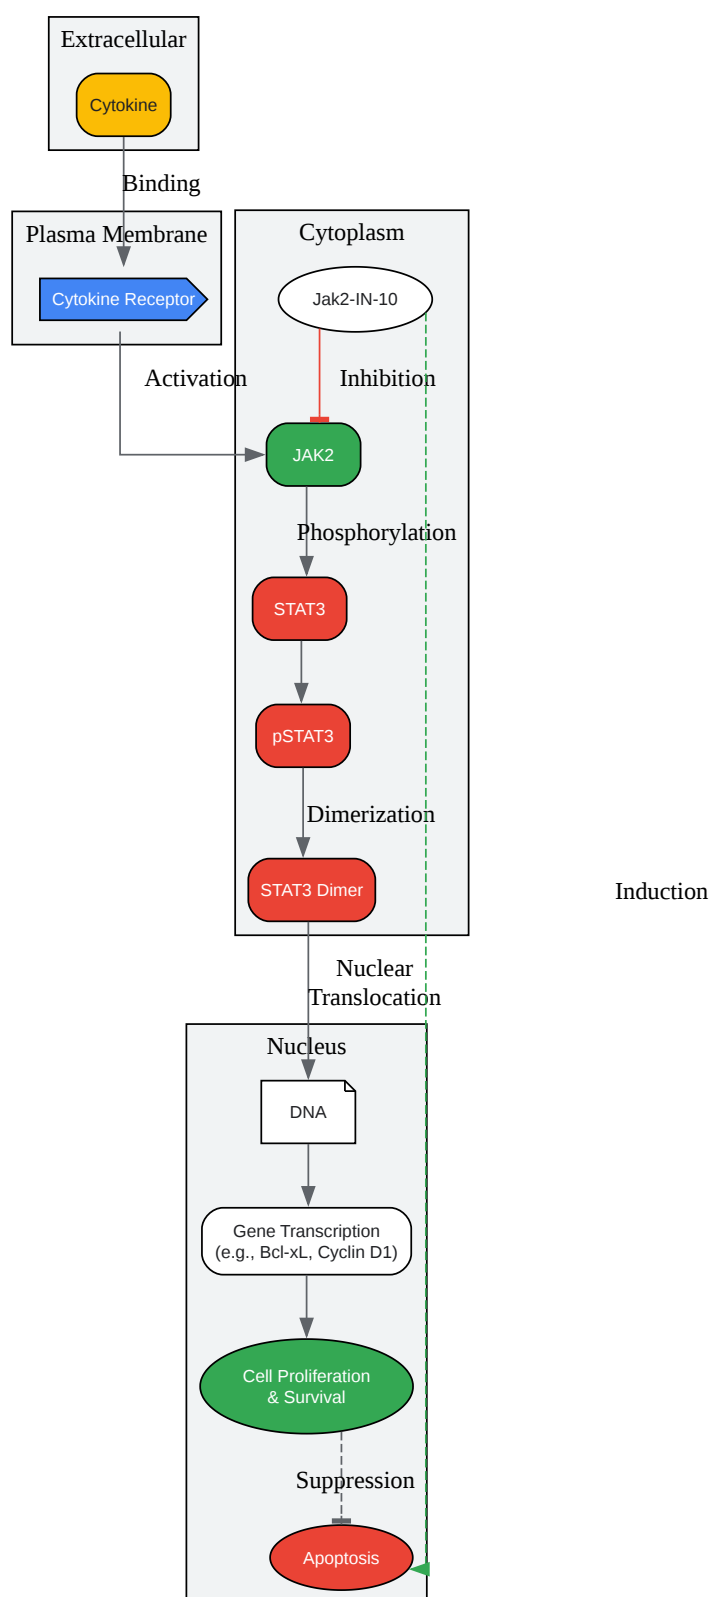 Extracellular
Cytokine
Binding
Plasma Membrane
Cytokine Receptor
Cytoplasm
Jak2-IN-10
Activation
Inhibition
JAK2
Phosphorylation
STAT3
pSTAT3
Dimerization
STAT3 Dimer
Induction
Nuclear
Translocation
Nucleus
DNA
Gene Transcription
(e.g., Bcl-xL, Cyclin D1)
Cell Proliferation
& Survival
Suppression
Apoptosis